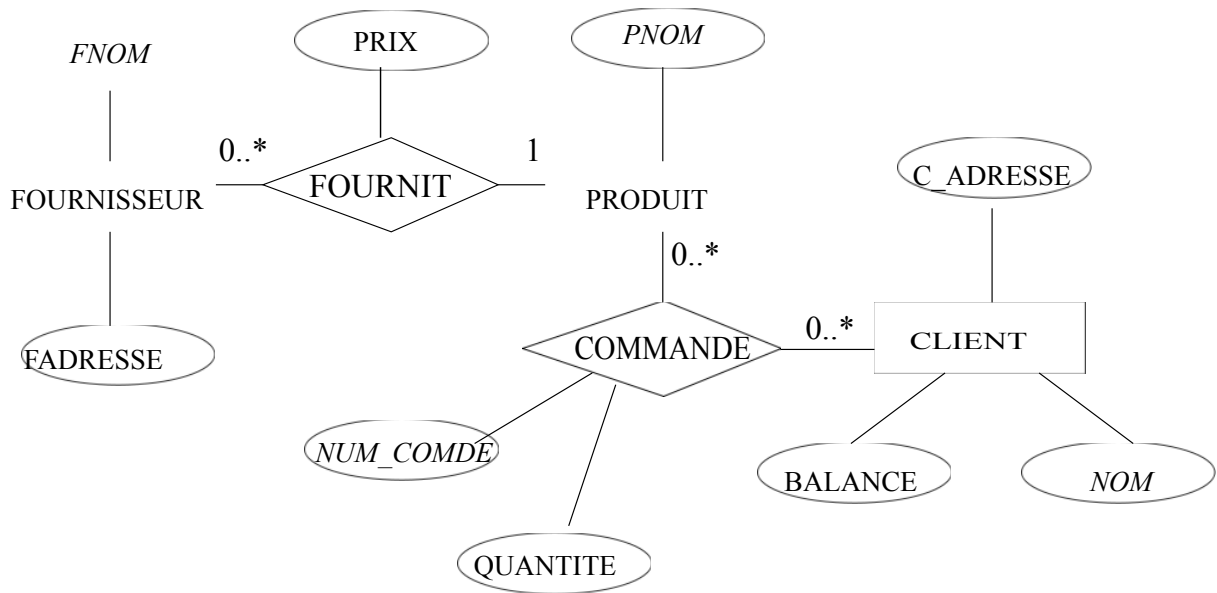 FNOM
PRIX
PNOM
0..*
1
FOURNISSEUR
FOURNIT
PRODUIT
C_ADRESSE
0..*
FADRESSE
COMMANDE
0..*
CLIENT
NUM_COMDE
BALANCE
NOM
QUANTITE